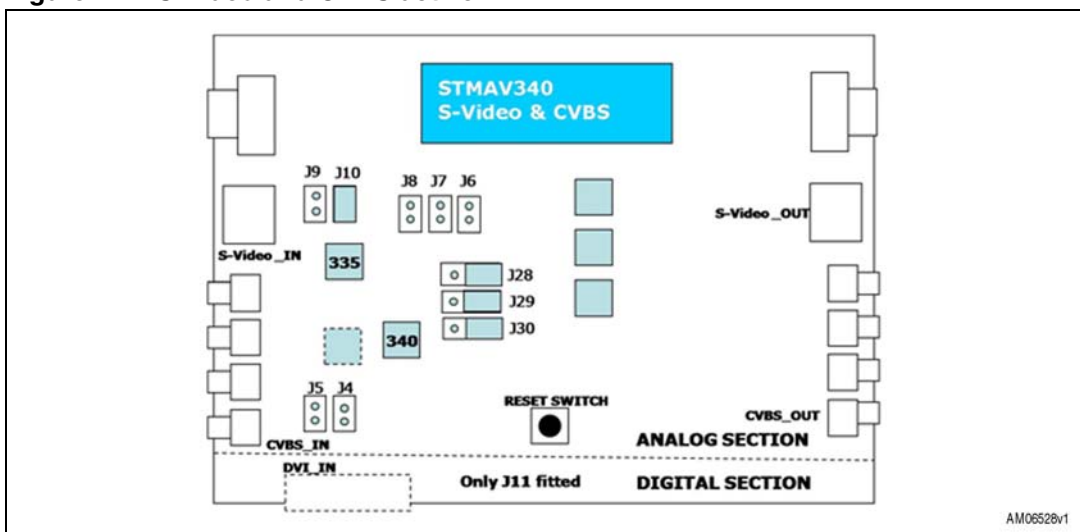 STMAV340
S-Video & CVBS
J9 J10
J8 J7 J6
S-Video_OUT
S-Video_IN
335
J28
J29
J30
340
J5 J4
RESET SWITCH
CVBS_OUT
CVBS_IN
ANALOG SECTION
DVI_IN
Only J11 fitted
DIGITAL SECTION
AM06528v1